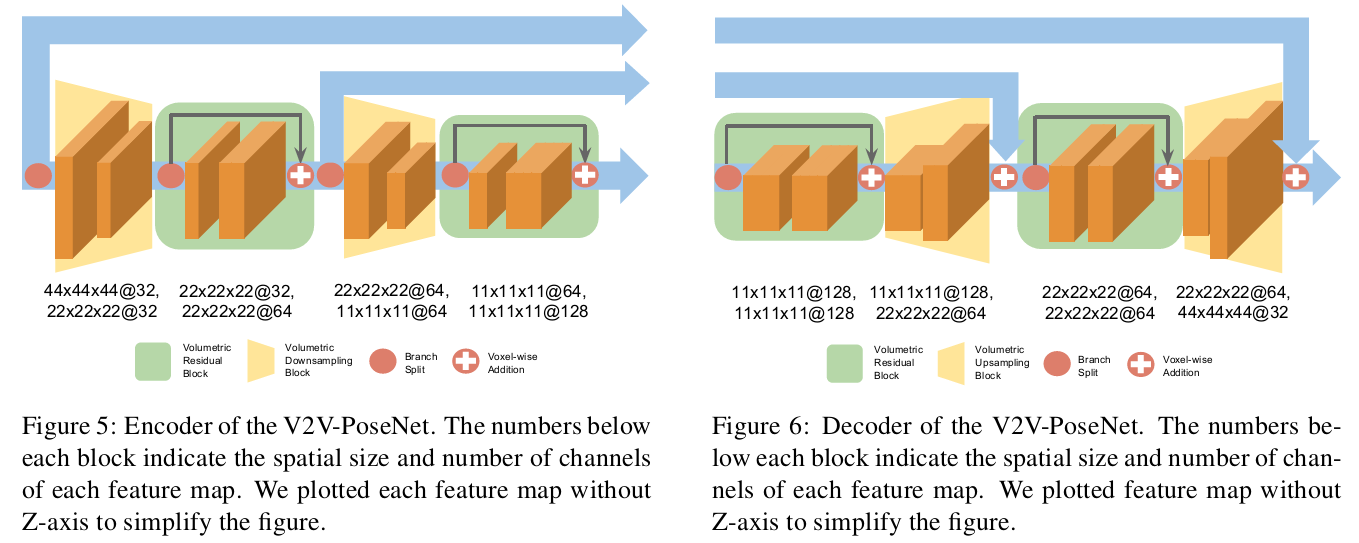 44x44x44@32, 22x22x22@32, 22x22x22@64, 11x11x11@64,
22x22x22@32 22x22x22@64 11x11x11@64 11x11x11@128
Volumetric Residual Block
Volumetric Downsampling Block
Branch Split
Voxel-wise Addition
Figure 5: Encoder of the V2V-PoseNet. The numbers below
each block indicate the spatial size and number of channels
of each feature map. We plotted each feature map without
Z-axis to simplify the figure.
11x11x11@128, 11x11x11@128, 22x22x22@64, 22x22x22@64,
11x11x11@128 22x22x22@64 22x22x22@64 44x44x44@32
Volumetric Residual Block
Volumetric Upsampling Block
Branch Split
Voxel-wise Addition
Figure 6: Decoder of the V2V-PoseNet. The numbers be-
low each block indicate the spatial size and number of chan-
nels of each feature map. We plotted feature map without
Z-axis to simplify the figure.